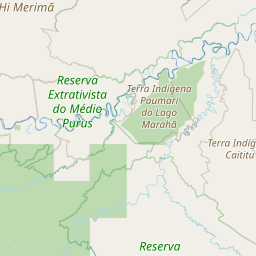 Hi Merimã
Reserva
Extrativista
do Médio
Purus
Terra Indígena
Paumari
do Lago
Marahã
Terra Indíg
Caititu
Reserva